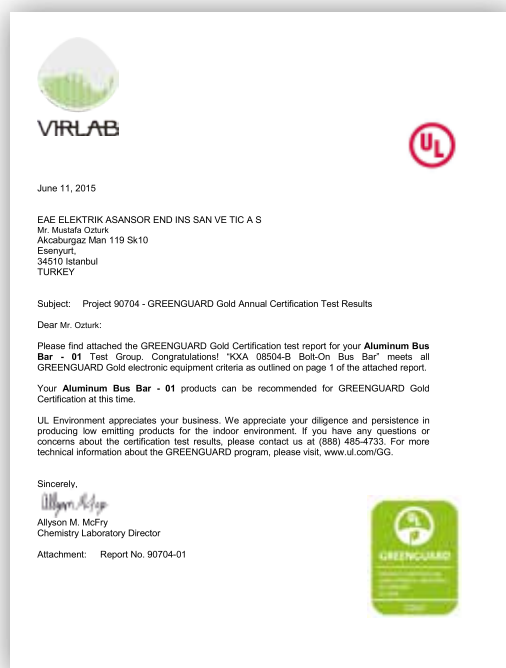 VIRLAB
UL
June 11, 2015
EAE ELEKTRIK ASANSOR END INS SAN VE TIC A S
Mr. Mustafa Ozturk
Akcaburgaz Man 119 Sk10
Esenyurt,
34510 Istanbul
TURKEY
Subject: Project 90704 - GREENGUARD Gold Annual Certification Test Results
Dear Mr. Ozturk:
Please find attached the GREENGUARD Gold Certification test report for your Aluminum Bus
Bar - 01 Test Group. Congratulations! “KXA 08504-B Bolt-On Bus Bar” meets all
GREENGUARD Gold electronic equipment criteria as outlined on page 1 of the attached report.
Your Aluminum Bus Bar - 01 products can be recommended for GREENGUARD Gold
Certification at this time.
UL Environment appreciates your business. We appreciate your diligence and persistence in
producing low emitting products for the indoor environment. If you have any questions or
concerns about the certification test results, please contact us at (888) 485-4733. For more
technical information about the GREENGUARD program, please visit, www.ul.com/GG.
Sincerely,
Allyson M. McFry
Chemistry Laboratory Director
Attachment: Report No. 90704-01
UL
GREENGUARD